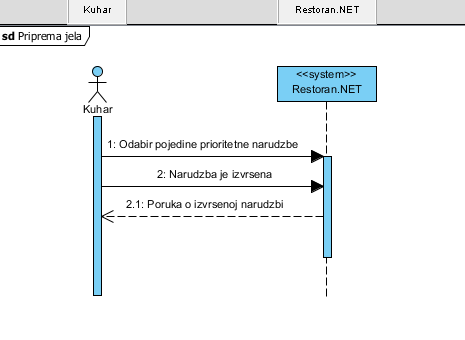 Kuhar
Restoran.NET
sd Priprema jela
<<system>>
Restoran.NET
Kuhar
1: Odabir pojedine prioritetne narudzbe
2: Narudzba je izvrsena
2.1: Poruka o izvrsenoj narudzbi